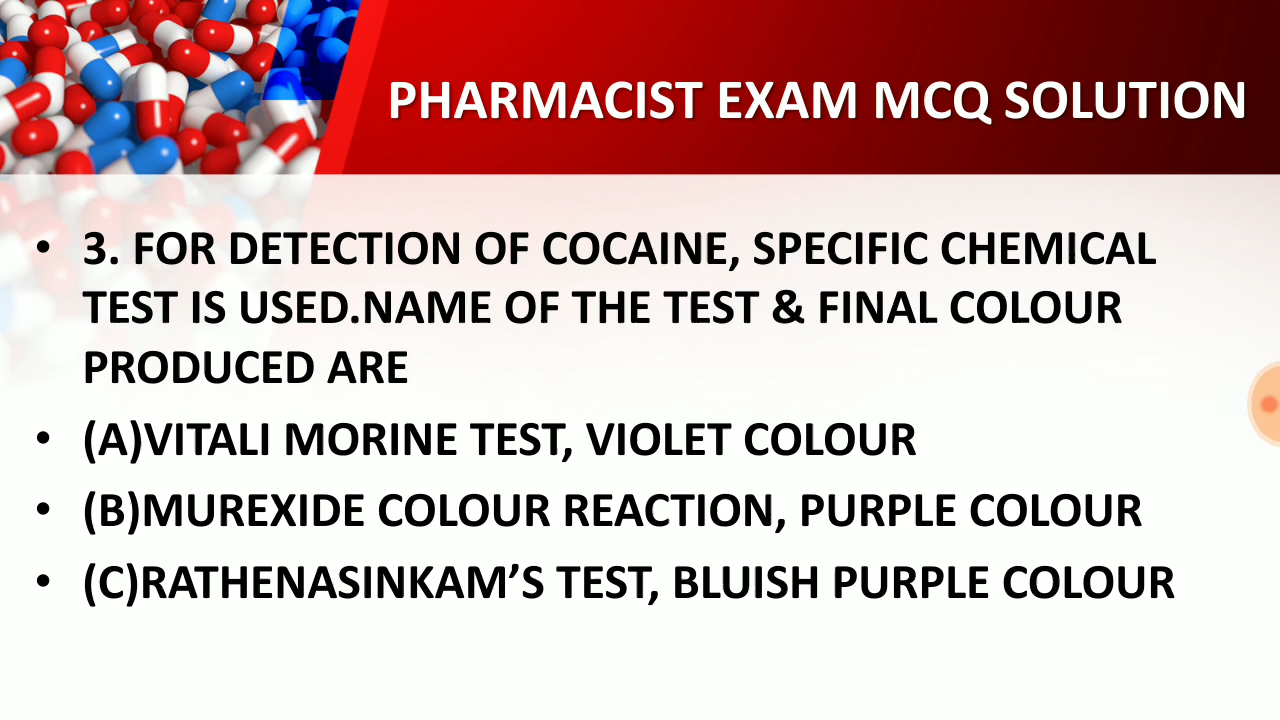 PHARMACIST EXAM MCQ SOLUTION
• 3. FOR DETECTION OF COCAINE, SPECIFIC CHEMICAL
TEST IS USED.NAME OF THE TEST & FINAL COLOUR
PRODUCED ARE
• (A)VITALI MORINE TEST, VIOLET COLOUR
• (B)MUREXIDE COLOUR REACTION, PURPLE COLOUR
• (C)RATHENASINKAM’S TEST, BLUISH PURPLE COLOUR